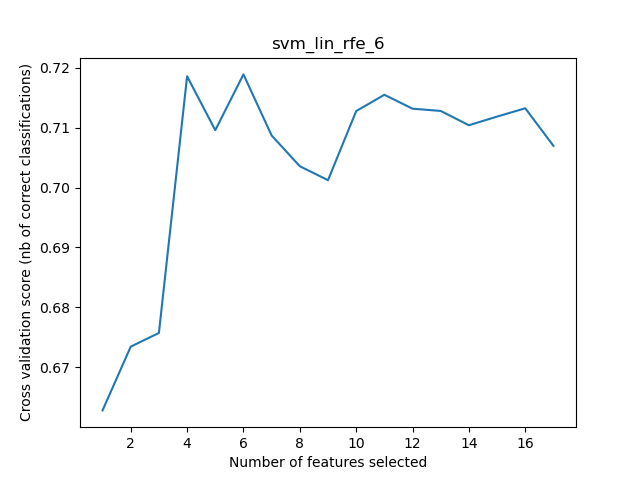 svm_lin_rfe_6
0.72
0.71
0.70
0.69
0.68
0.67
Cross validation score (nb of correct classifications)
2 4 6 8 10 12 14 16
Number of features selected